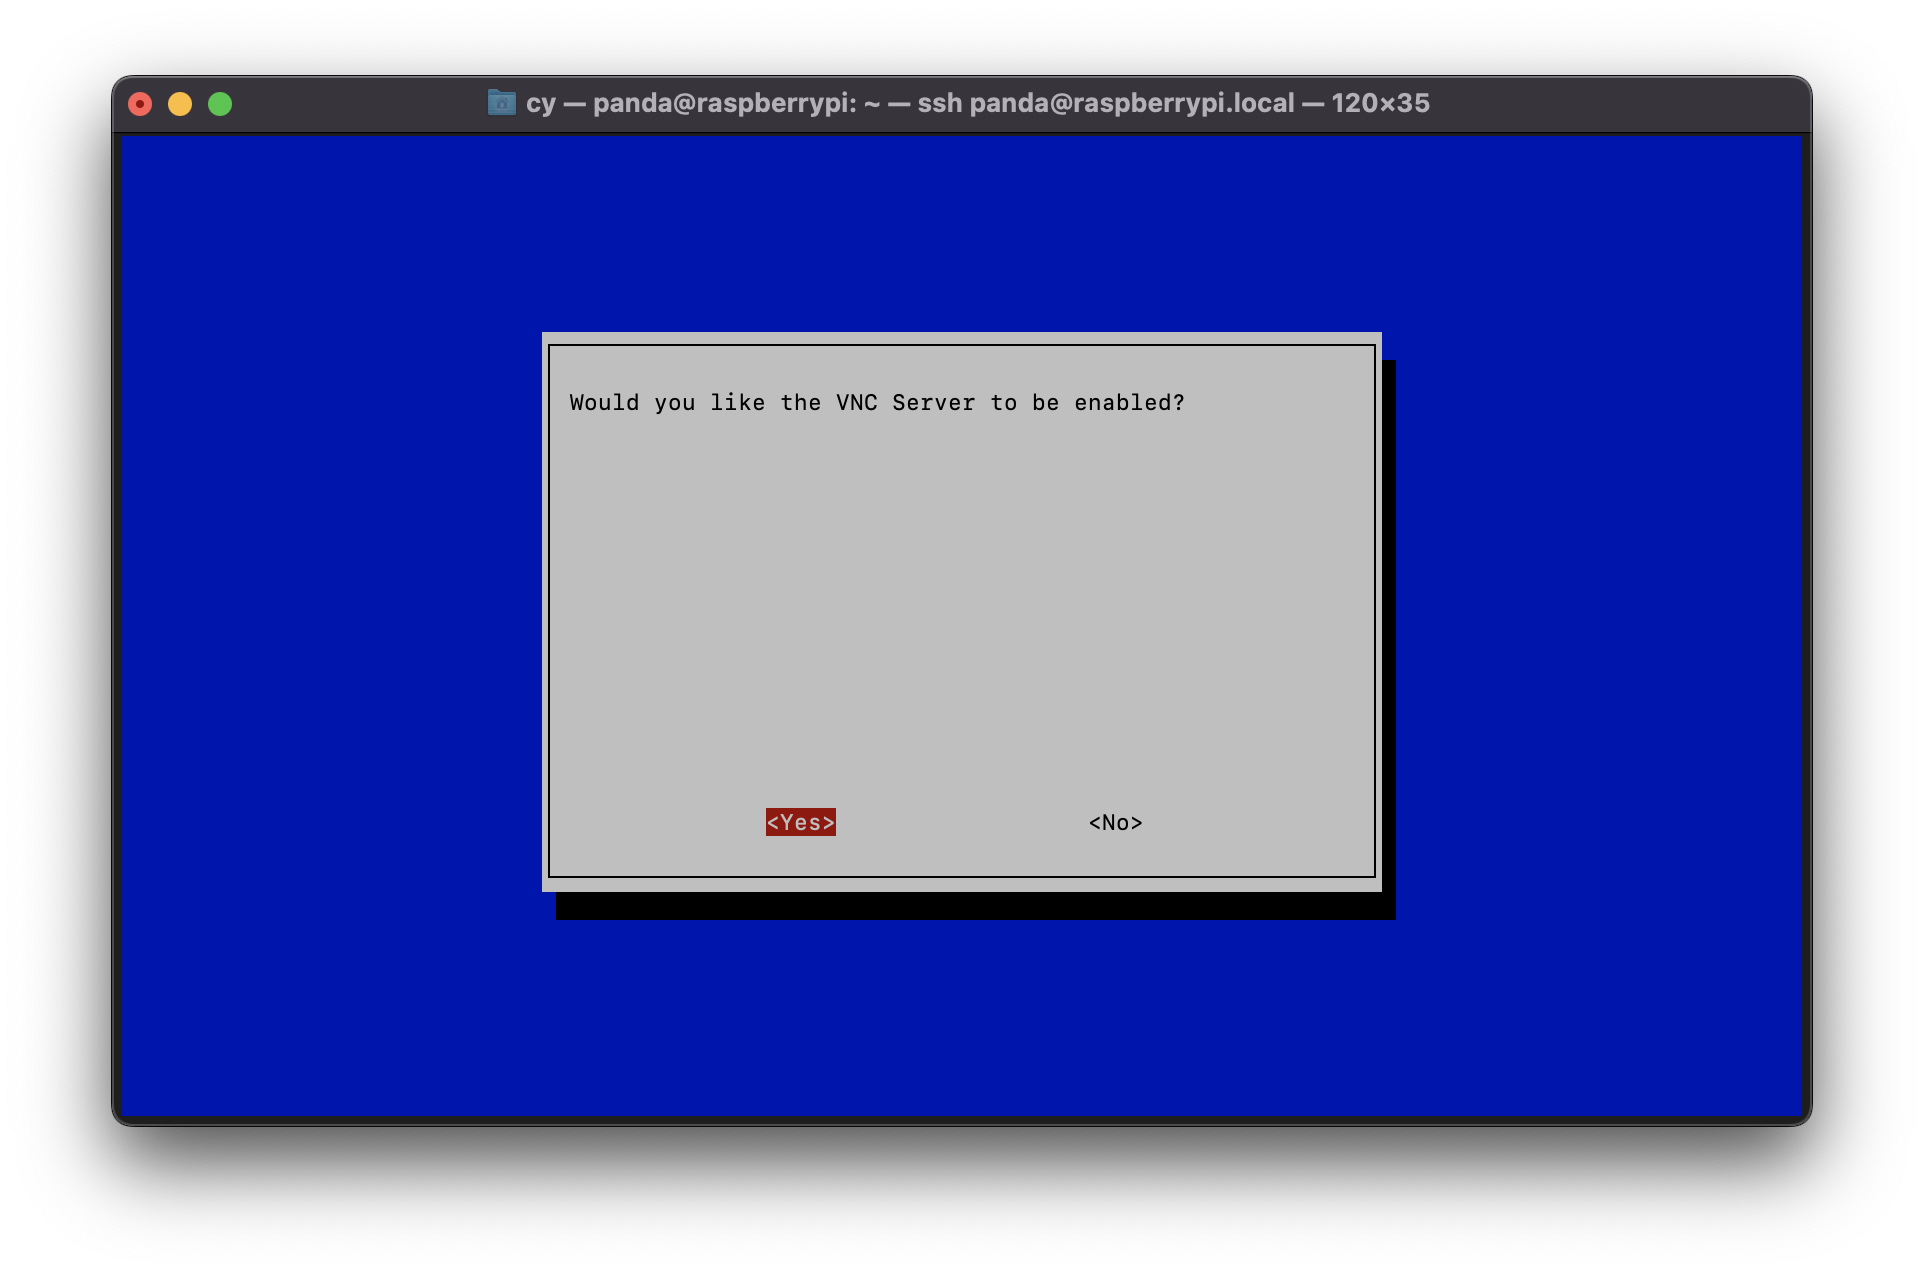 cy — panda@raspberrypi: ~ — ssh panda@raspberrypi.local — 120×35
Would you like the VNC Server to be enabled?
<Yes> <No>